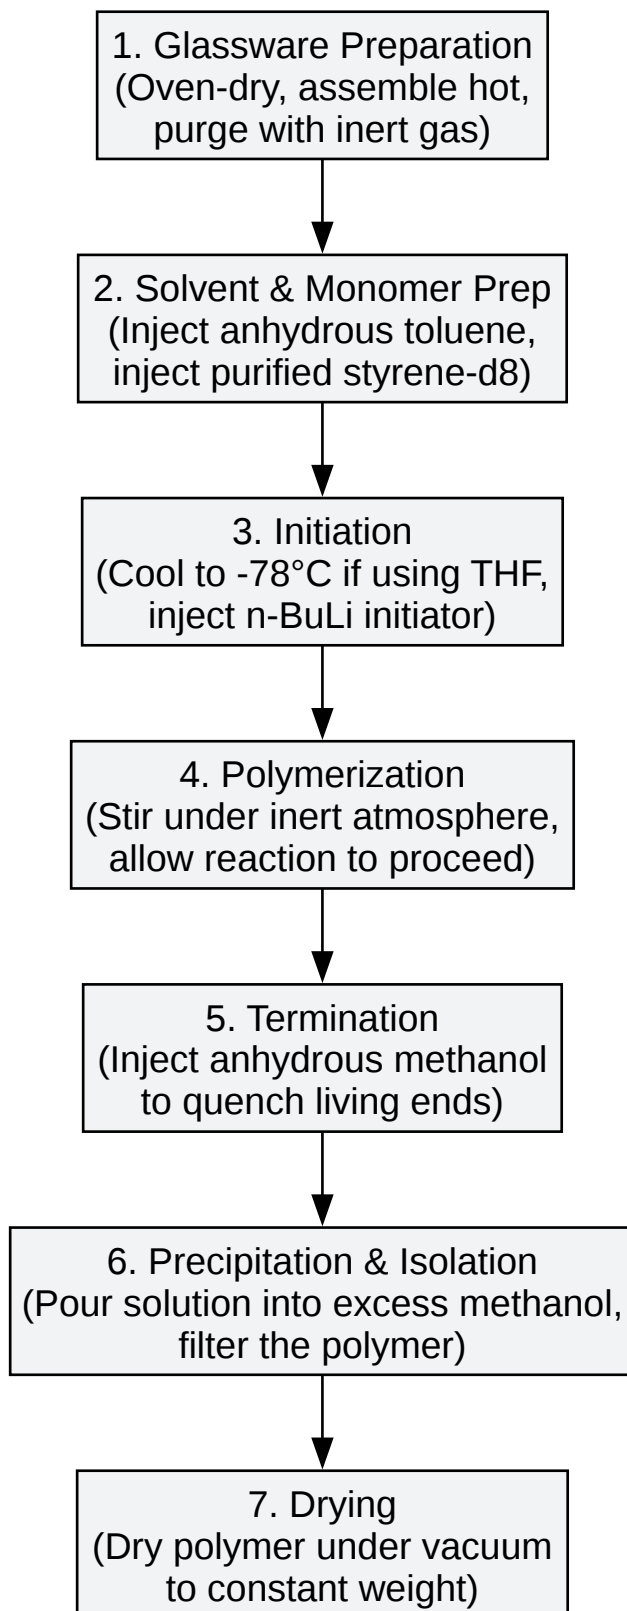 1. Glassware Preparation
(Oven-dry, assemble hot,
purge with inert gas)
2. Solvent & Monomer Prep
(Inject anhydrous toluene,
inject purified styrene-d8)
3. Initiation
(Cool to -78°C if using THF,
inject n-BuLi initiator)
4. Polymerization
(Stir under inert atmosphere,
allow reaction to proceed)
5. Termination
(Inject anhydrous methanol
to quench living ends)
6. Precipitation & Isolation
(Pour solution into excess methanol,
filter the polymer)
7. Drying
(Dry polymer under vacuum
to constant weight)